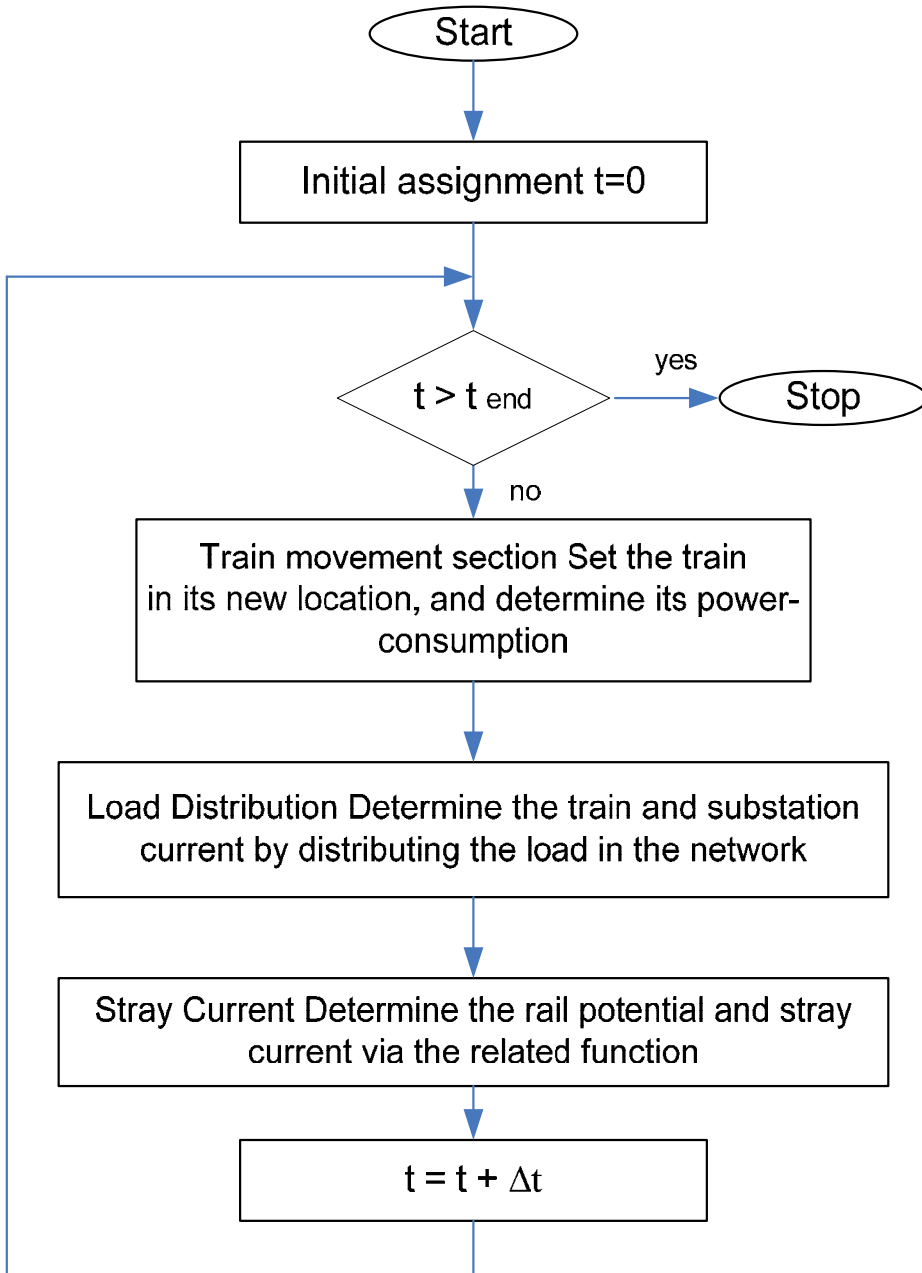 Start
Initial assignment t=0
t > t end
yes
Stop
no
Train movement section Set the train
in its new location, and determine its power-
consumption
Load Distribution Determine the train and substation
current by distributing the load in the network
Stray Current Determine the rail potential and stray
current via the related function
t = t + Δt